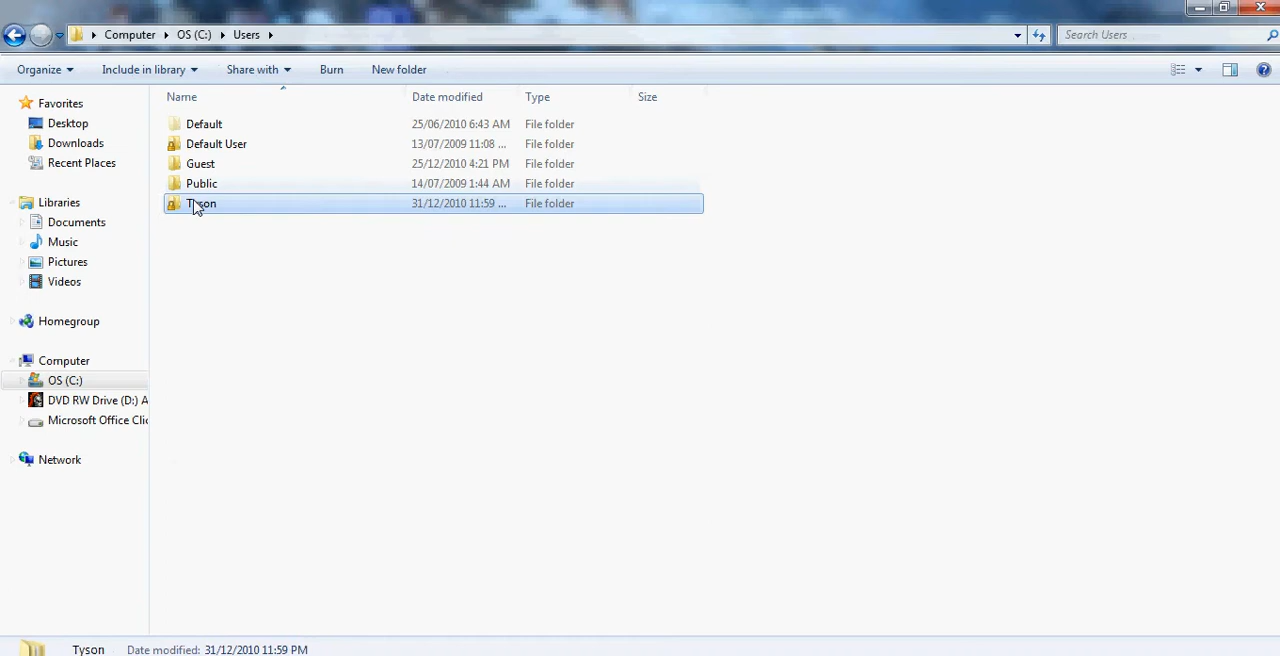 Computer OS (C:) Users Search Users
Organize Include in library Share with Burn New folder
Favorites
Desktop
Downloads
Recent Places
Libraries
Documents
Music
Pictures
Videos
Homegroup
Computer
OS (C:)
DVD RW Drive (D:) A
Microsoft Office Clic
Network
Name Date modified Type Size
Default 25/06/2010 6:43 AM File folder
Default User 13/07/2009 11:08 ... File folder
Guest 25/12/2010 4:21 PM File folder
Public 14/07/2009 1:44 AM File folder
Tyson 31/12/2010 11:59 ... File folder
Tyson Date modified: 31/12/2010 11:59 PM